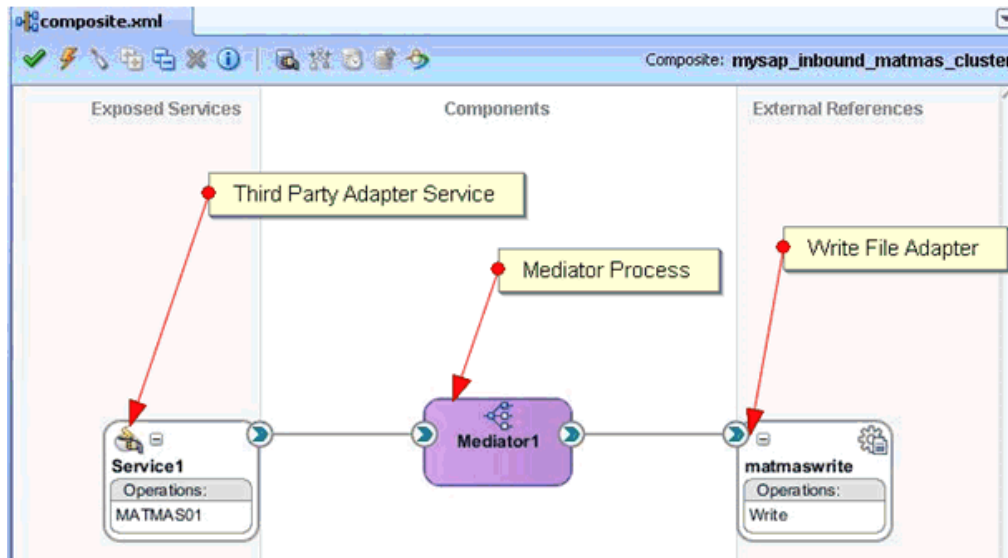 composite.xml
Composite: mysap_inbound_matmas_cluster
Exposed Services
Components
External References
Third Party Adapter Service
Mediator Process
Write File Adapter
Service1
Operations:
MATMAS01
Mediator1
matmaswrite
Operations:
Write